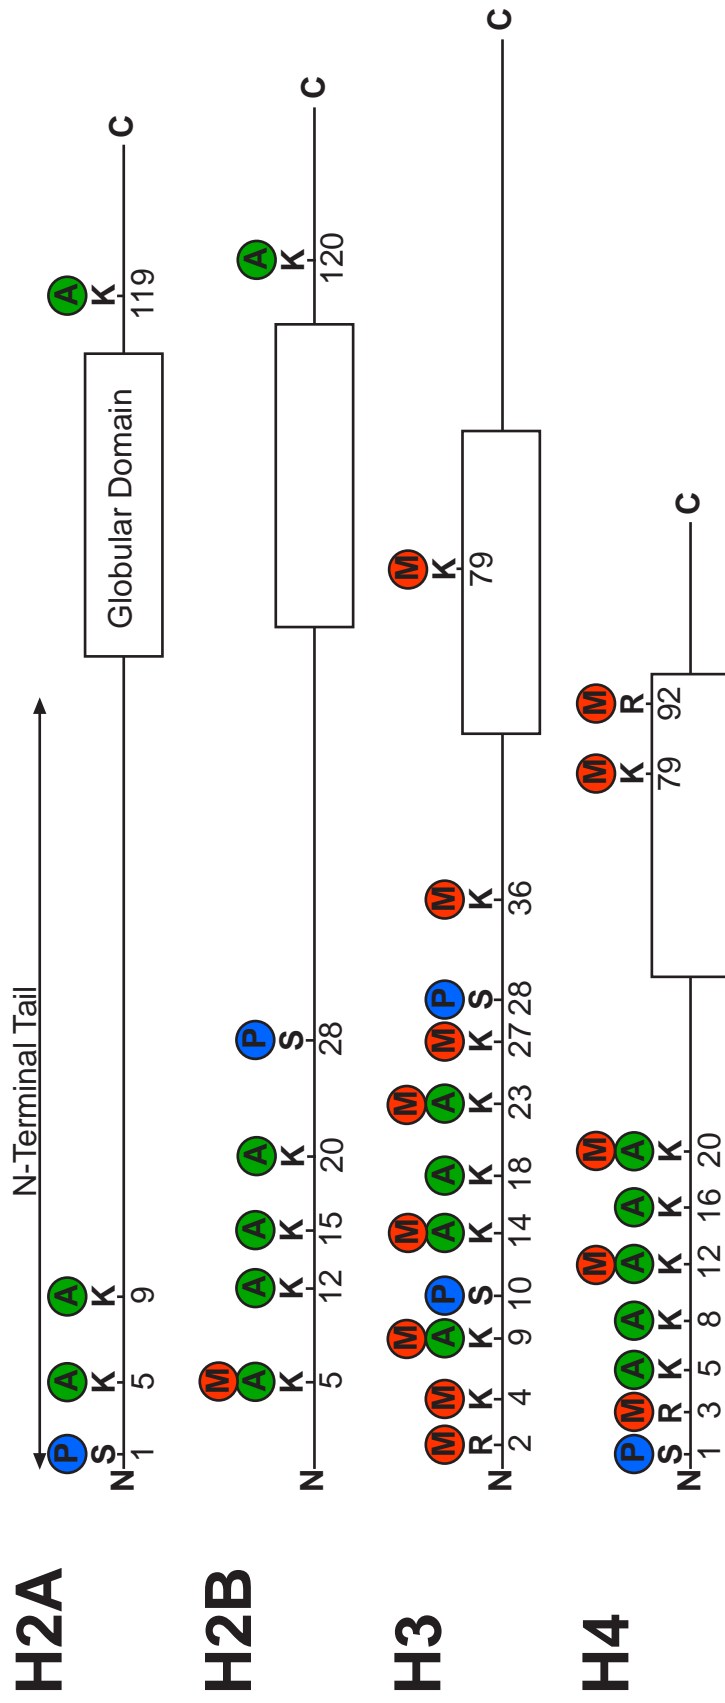 N-Terminal Tail
H2A
P A A A
S K K K
N 1 5 9 Globular Domain 119 C
H2B
M
A A A A P A
K K K K S K
N 5 12 15 20 28 120 C
H3
M M M M
M M A P A A A M P M K
R K K S K K K K S K 79
N 2 4 9 10 14 18 23 27 28 36 C
H4
M M M M
P M A A A A A K R
S R K K K K K 79 92
N 1 3 5 8 12 16 20 C